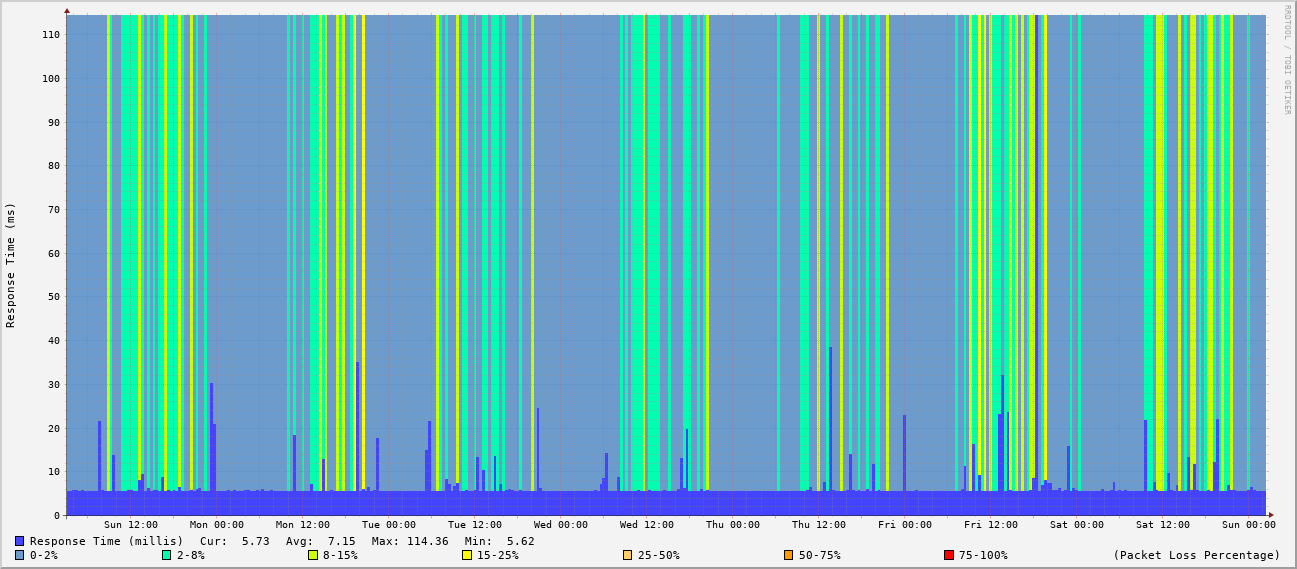 RRDTOOL / TOBI OETIKER
Response Time (ms)
110
100
90
80
70
60
50
40
30
20
10
0
Sun 12:00 Mon 00:00 Mon 12:00 Tue 00:00 Tue 12:00 Wed 00:00 Wed 12:00 Thu 00:00 Thu 12:00 Fri 00:00 Fri 12:00 Sat 00:00 Sat 12:00 Sun 00:00
Response Time (millis) Cur: 5.73 Avg: 7.15 Max: 114.36 Min: 5.62
0-2% 2-8% 8-15% 15-25% 25-50% 50-75% 75-100% (Packet Loss Percentage)